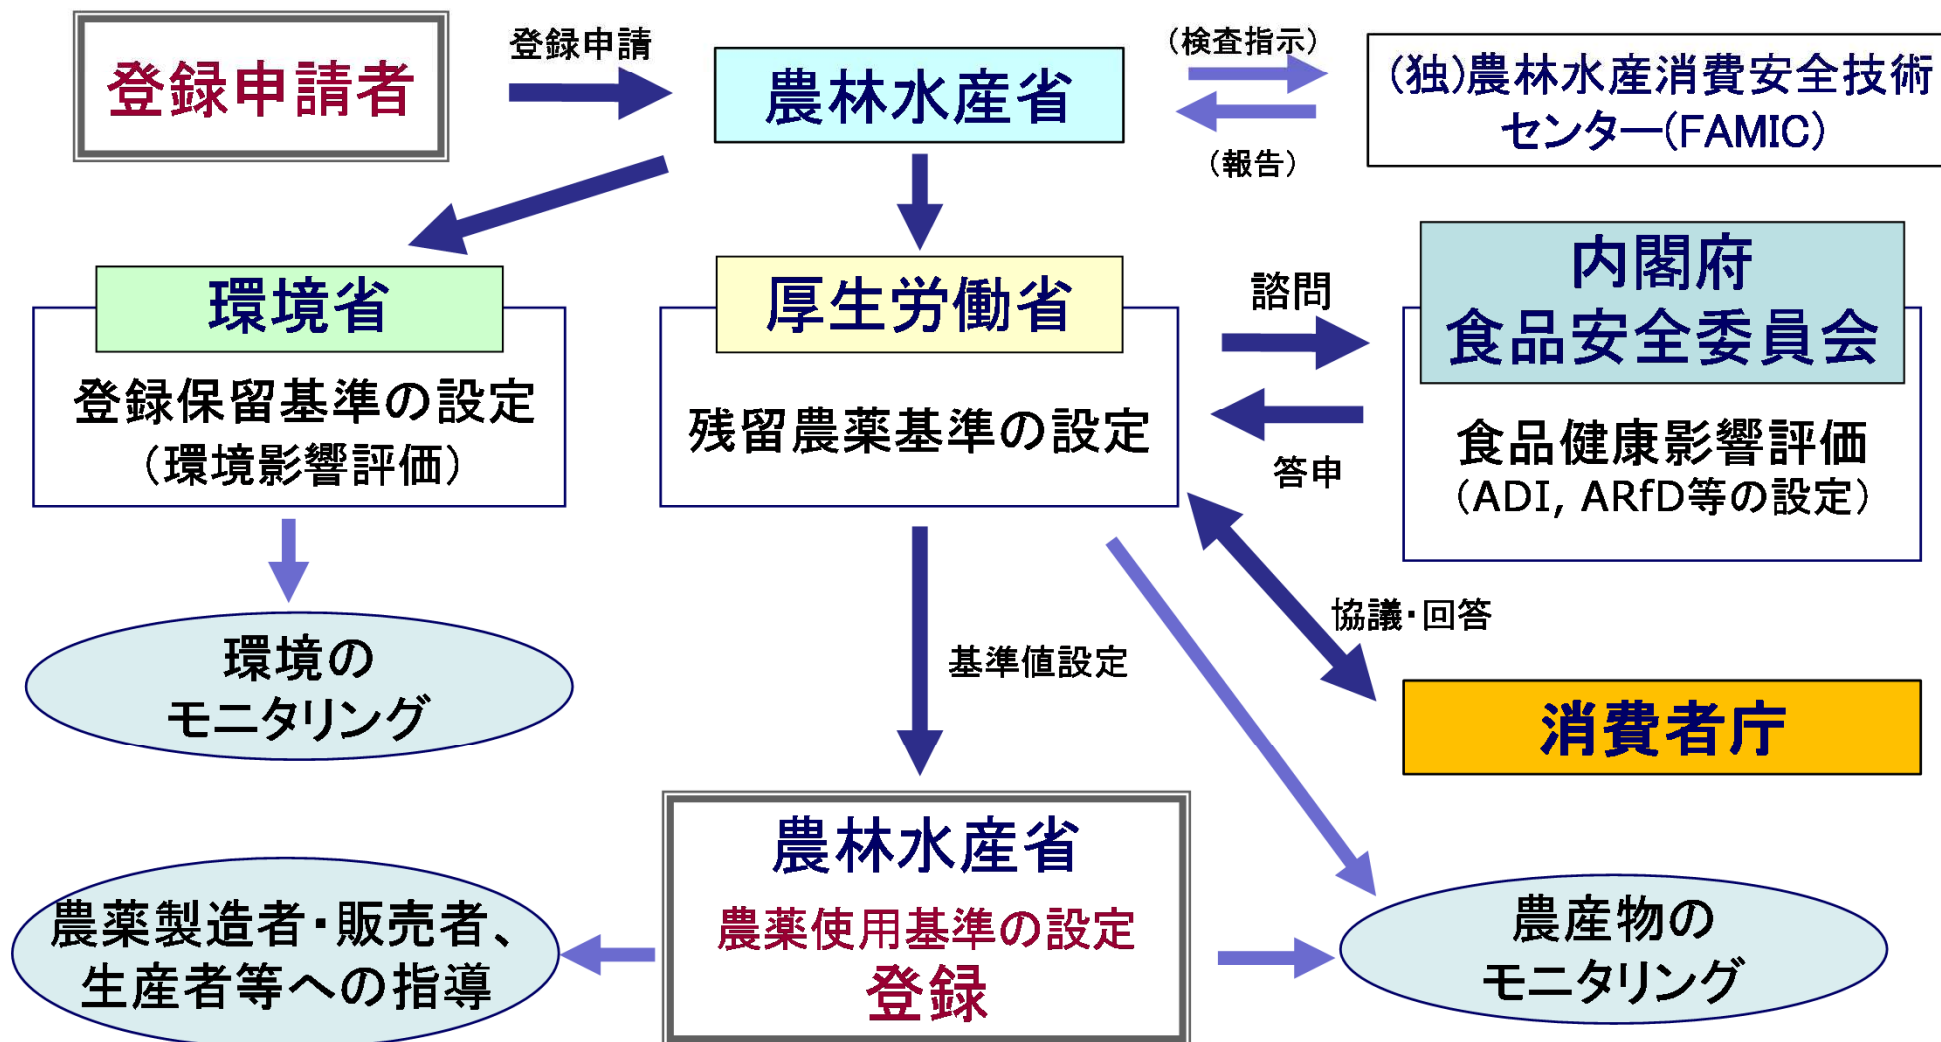 登録申請者
登録申請
農林水産省
(検査指示)
(報告)
(独)農林水産消費安全技術
センター(FAMIC)
環境省
登録保留基準の設定
(環境影響評価)
厚生労働省
残留農薬基準の設定
諮問
答申
内閣府
食品安全委員会
食品健康影響評価
(ADI, ARfD等の設定)
協議・回答
消費者庁
基準値設定
環境の
モニタリング
農林水産省
農薬使用基準の設定
登録
農薬製造者・販売者、
生産者等への指導
農産物の
モニタリング